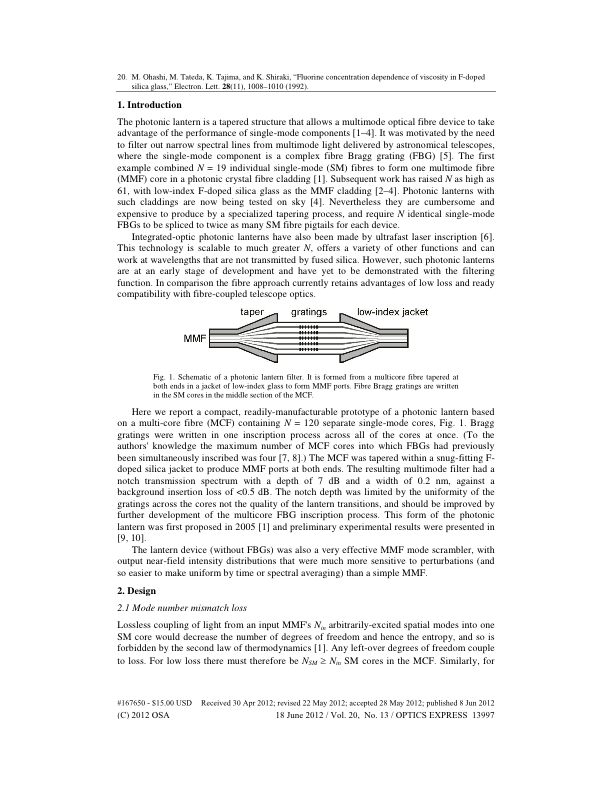 20. M. Ohashi, M. Tateda, K. Tajima, and K. Shiraki, “Fluorine concentration dependence of viscosity in F-doped
silica glass,” Electron. Lett. 28(11), 1008–1010 (1992).
1. Introduction
The photonic lantern is a tapered structure that allows a multimode optical fibre device to take
advantage of the performance of single-mode components [1–4]. It was motivated by the need
to filter out narrow spectral lines from multimode light delivered by astronomical telescopes,
where the single-mode component is a complex fibre Bragg grating (FBG) [5]. The first
example combined N = 19 individual single-mode (SM) fibres to form one multimode fibre
(MMF) core in a photonic crystal fibre cladding [1]. Subsequent work has raised N as high as
61, with low-index F-doped silica glass as the MMF cladding [2–4]. Photonic lanterns with
such claddings are now being tested on sky [4]. Nevertheless they are cumbersome and
expensive to produce by a specialized tapering process, and require N identical single-mode
FBGs to be spliced to twice as many SM fibre pigtails for each device.
Integrated-optic photonic lanterns have also been made by ultrafast laser inscription [6].
This technology is scalable to much greater N, offers a variety of other functions and can
work at wavelengths that are not transmitted by fused silica. However, such photonic lanterns
are at an early stage of development and have yet to be demonstrated with the filtering
function. In comparison the fibre approach currently retains advantages of low loss and ready
compatibility with fibre-coupled telescope optics.
taper gratings low-index jacket
MMF
Fig. 1. Schematic of a photonic lantern filter. It is formed from a multicore fibre tapered at
both ends in a jacket of low-index glass to form MMF ports. Fibre Bragg gratings are written
in the SM cores in the middle section of the MCF.
Here we report a compact, readily-manufacturable prototype of a photonic lantern based
on a multi-core fibre (MCF) containing N = 120 separate single-mode cores, Fig. 1. Bragg
gratings were written in one inscription process across all of the cores at once. (To the
authors' knowledge the maximum number of MCF cores into which FBGs had previously
been simultaneously inscribed was four [7, 8].) The MCF was tapered within a snug-fitting F-
doped silica jacket to produce MMF ports at both ends. The resulting multimode filter had a
notch transmission spectrum with a depth of 7 dB and a width of 0.2 nm, against a
background insertion loss of <0.5 dB. The notch depth was limited by the uniformity of the
gratings across the cores not the quality of the lantern transitions, and should be improved by
further development of the multicore FBG inscription process. This form of the photonic
lantern was first proposed in 2005 [1] and preliminary experimental results were presented in
[9, 10].
The lantern device (without FBGs) was also a very effective MMF mode scrambler, with
output near-field intensity distributions that were much more sensitive to perturbations (and
so easier to make uniform by time or spectral averaging) than a simple MMF.
2. Design
2.1 Mode number mismatch loss
Lossless coupling of light from an input MMF's Nin arbitrarily-excited spatial modes into one
SM core would decrease the number of degrees of freedom and hence the entropy, and so is
forbidden by the second law of thermodynamics [1]. Any left-over degrees of freedom couple
to loss. For low loss there must therefore be NSM ≥ Nin SM cores in the MCF. Similarly, for
#167650 - $15.00 USD Received 30 Apr 2012; revised 22 May 2012; accepted 28 May 2012; published 8 Jun 2012
(C) 2012 OSA 18 June 2012 / Vol. 20, No. 13 / OPTICS EXPRESS 13997